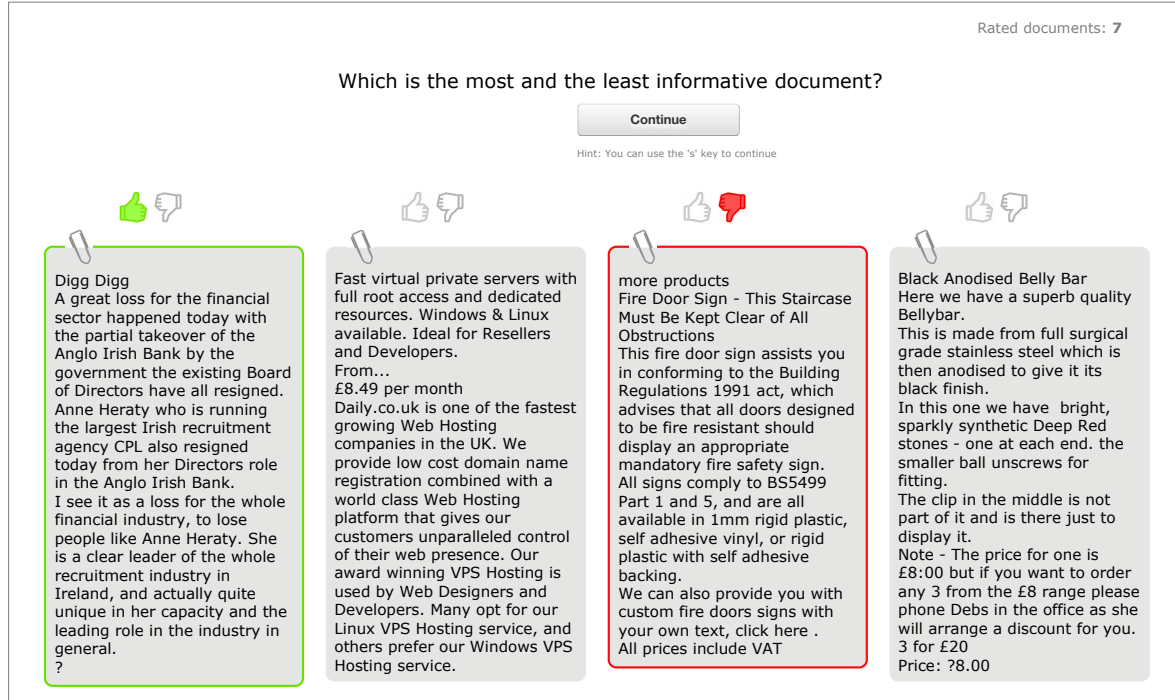 Rated documents: 7
Which is the most and the least informative document?
Continue
Hint: You can use the 's' key to continue
Digg Digg
A great loss for the financial
sector happened today with
the partial takeover of the
Anglo Irish Bank by the
government the existing Board
of Directors have all resigned.
Anne Heraty who is running
the largest Irish recruitment
agency CPL also resigned
today from her Directors role
in the Anglo Irish Bank.
I see it as a loss for the whole
financial industry, to lose
people like Anne Heraty. She
is a clear leader of the whole
recruitment industry in
Ireland, and actually quite
unique in her capacity and the
leading role in the industry in
general.
?
Fast virtual private servers with
full root access and dedicated
resources. Windows & Linux
available. Ideal for Resellers
and Developers.
From...
£8.49 per month
Daily.co.uk is one of the fastest
growing Web Hosting
companies in the UK. We
provide low cost domain name
registration combined with a
world class Web Hosting
platform that gives our
customers unparalleled control
of their web presence. Our
award winning VPS Hosting is
used by Web Designers and
Developers. Many opt for our
Linux VPS Hosting service, and
others prefer our Windows VPS
Hosting service.
more products
Fire Door Sign - This Staircase
Must Be Kept Clear of All
Obstructions
This fire door sign assists you
in conforming to the Building
Regulations 1991 act, which
advises that all doors designed
to be fire resistant should
display an appropriate
mandatory fire safety sign.
All signs comply to BS5499
Part 1 and 5, and are all
available in 1mm rigid plastic,
self adhesive vinyl, or rigid
plastic with self adhesive
backing.
We can also provide you with
custom fire doors signs with
your own text, click here .
All prices include VAT
Black Anodised Belly Bar
Here we have a superb quality
Bellybar.
This is made from full surgical
grade stainless steel which is
then anodised to give it its
black finish.
In this one we have  bright,
sparkly synthetic Deep Red
stones - one at each end. the
smaller ball unscrews for
fitting.
The clip in the middle is not
part of it and is there just to
display it.
Note - The price for one is
£8:00 but if you want to order
any 3 from the £8 range please
phone Debs in the office as she
will arrange a discount for you.
3 for £20
Price: ?8.00